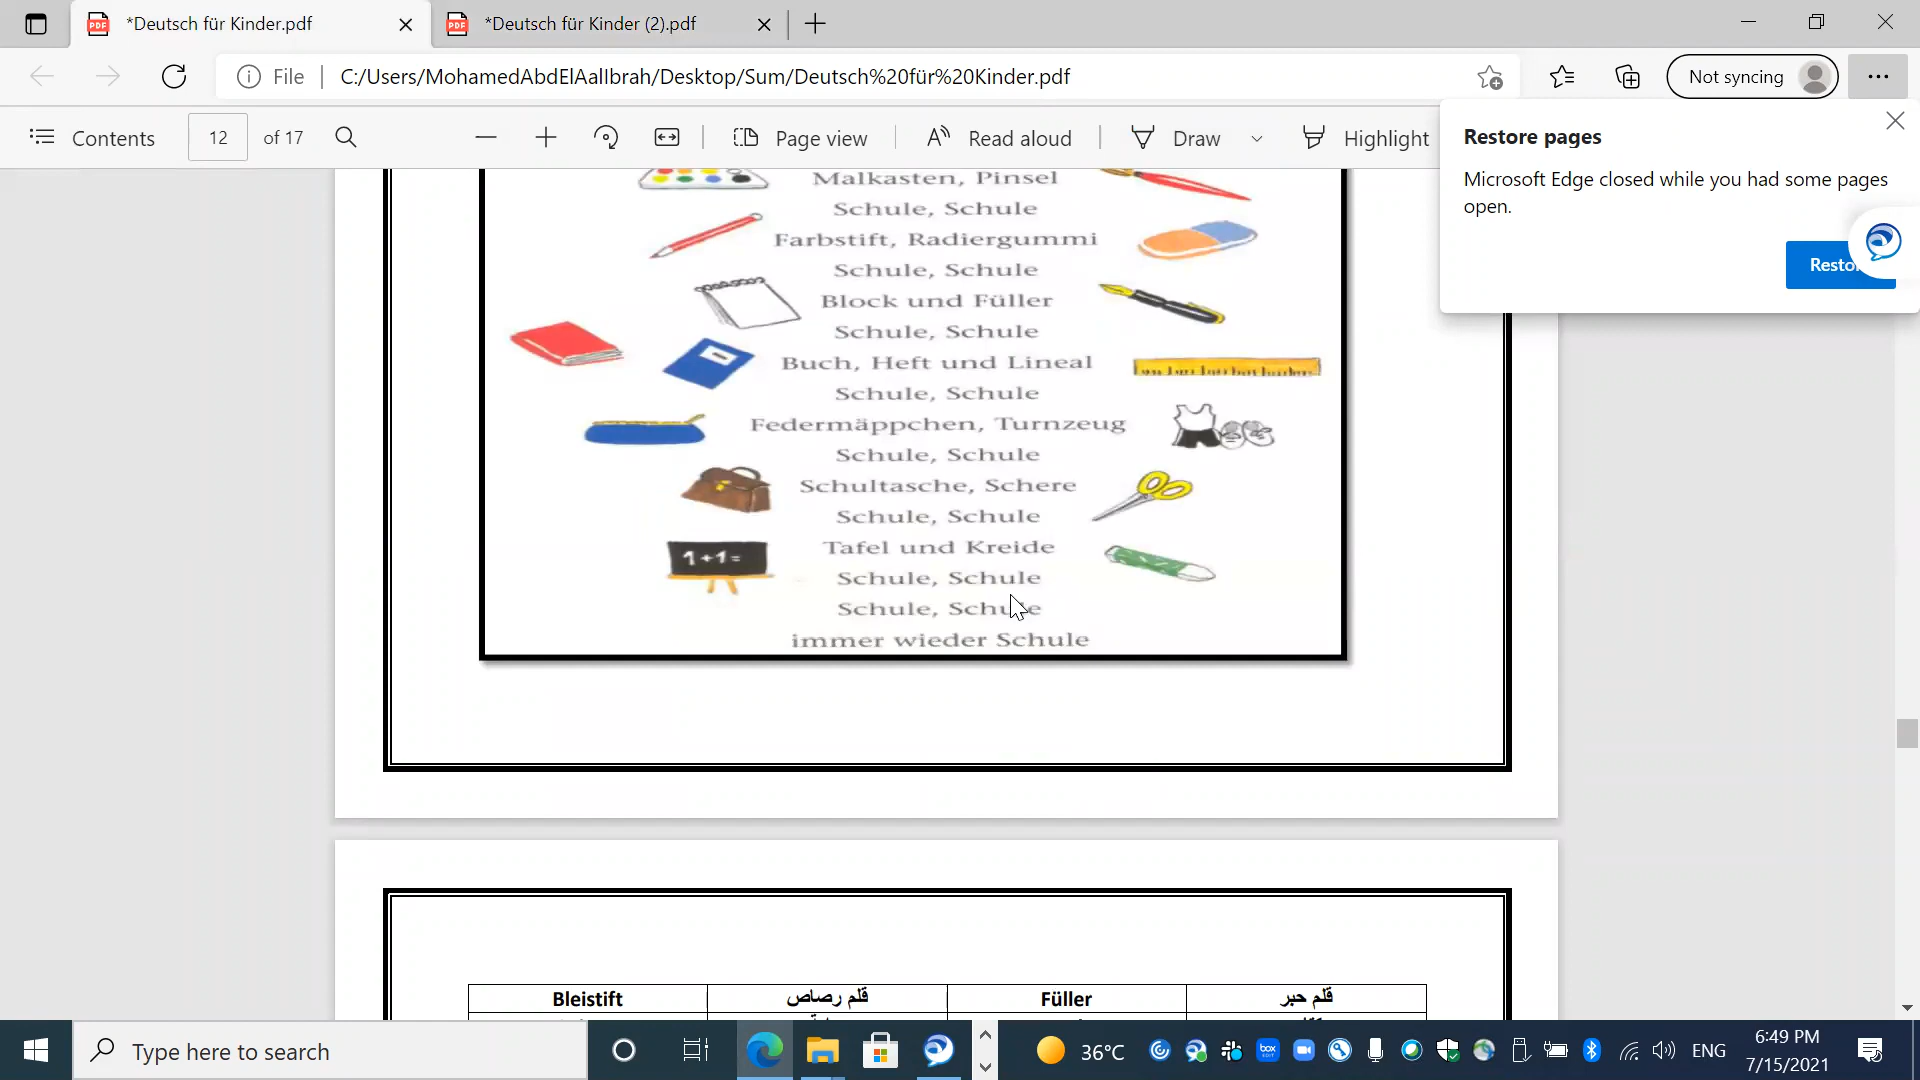 *Deutsch für Kinder.pdf
*Deutsch für Kinder (2).pdf
File
C:/Users/MohamedAbdElAalIbrah/Desktop/Sum/Deutsch%20für%20Kinder.pdf
Not syncing
Contents
12
of 17
Page view
Read aloud
Draw
Highlight
Restore pages
Microsoft Edge closed while you had some pages
open.
Malkasten, Pinsel
Schule, Schule
Farbstift, Radiergummi
Schule, Schule
Block und Füller
Schule, Schule
Buch, Heft und Lineal
Schule, Schule
Federmäppchen, Turnzeug
Schule, Schule
Schultasche, Schere
Schule, Schule
Tafel und Kreide
1+1=
Schule, Schule
Schule, Schule
immer wieder Schule
Bleistift قلم رصاص Füller قلم حبر
Type here to search
36°C
ENG
6:49 PM
7/15/2021